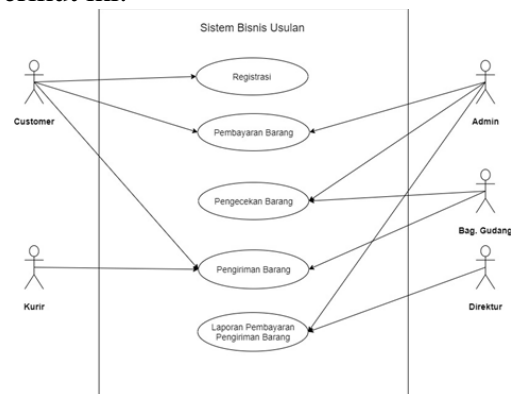 Sistem Bisnis Usulan
Registrasi
Customer
Pembayaran Barang
Admin
Pengecekan Barang
Bag. Gudang
Pengiriman Barang
Kurir
Direktur
Laporan Pembayaran
Pengiriman Barang